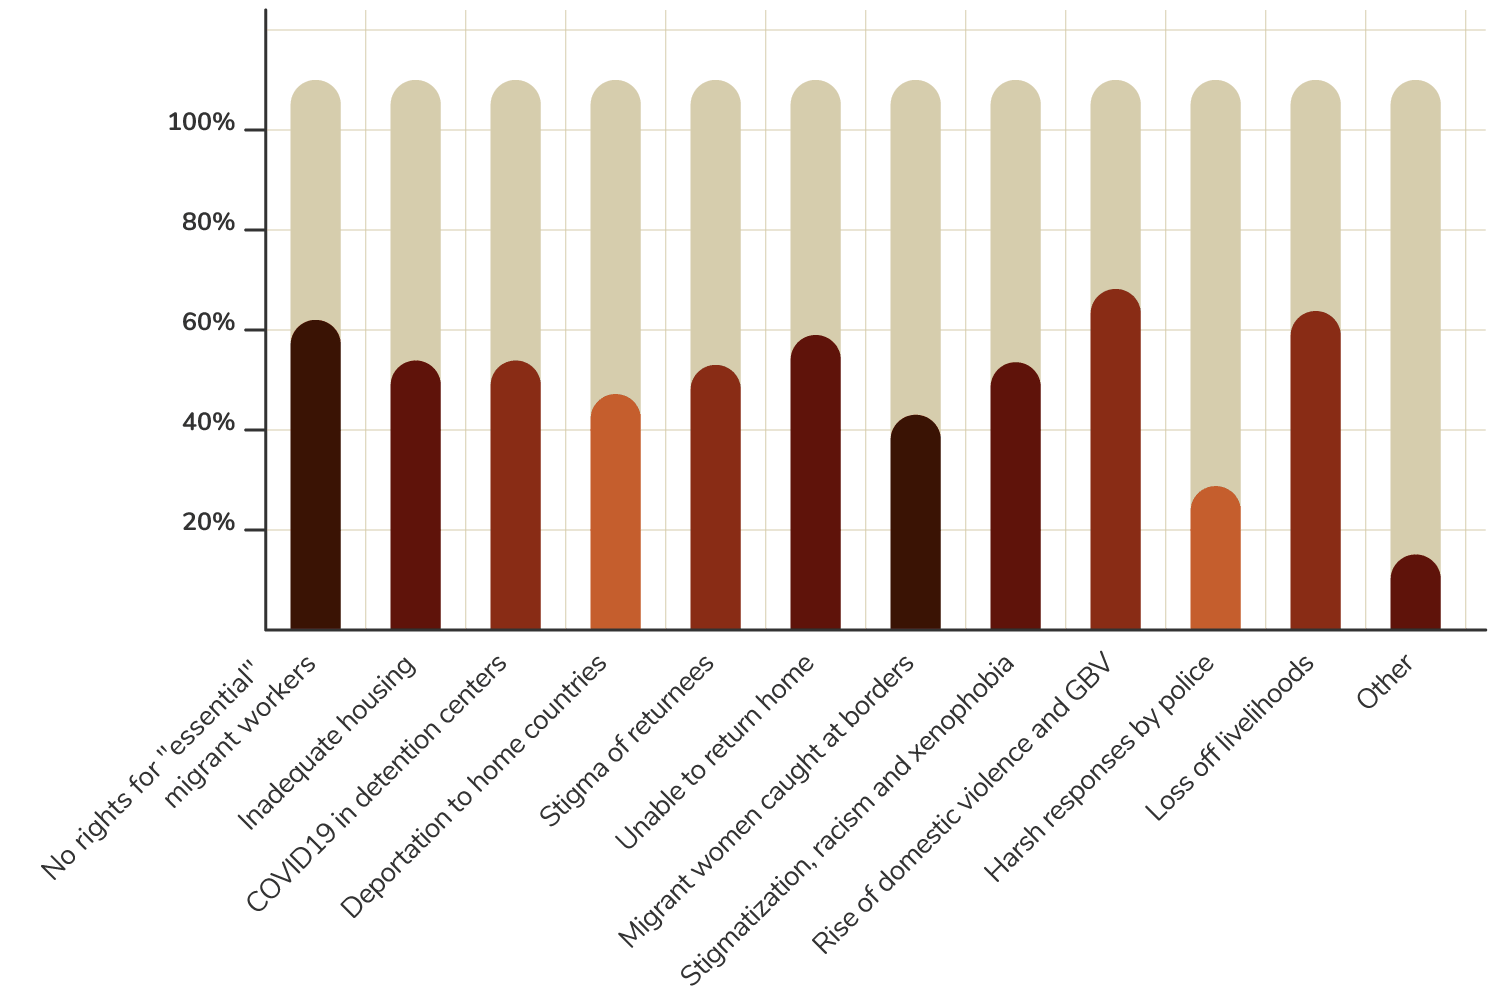 100%
80%
60%
40%
20%
No rights for "essential"
migrant workers
Inadequate housing
COVID19 in detention centers
Deportation to home countries
Stigma of returnees
Unable to return home
Migrant women caught at borders
Stigmatization, racism and xenophobia
Rise of domestic violence and GBV
Harsh responses by police
Loss off livelihoods
Other